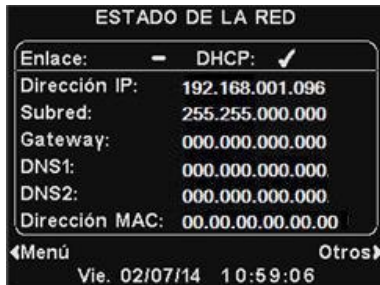 ESTADO DE LA RED
Enlace: – DHCP: ✓
Dirección IP: 192.168.001.096
Subred: 255.255.000.000
Gateway: 000.000.000.000
DNS1: 000.000.000.000
DNS2: 000.000.000.000
Dirección MAC: 00.00.00.00.00.00
Menú Otros
Vie. 02/07/14 10:59:06